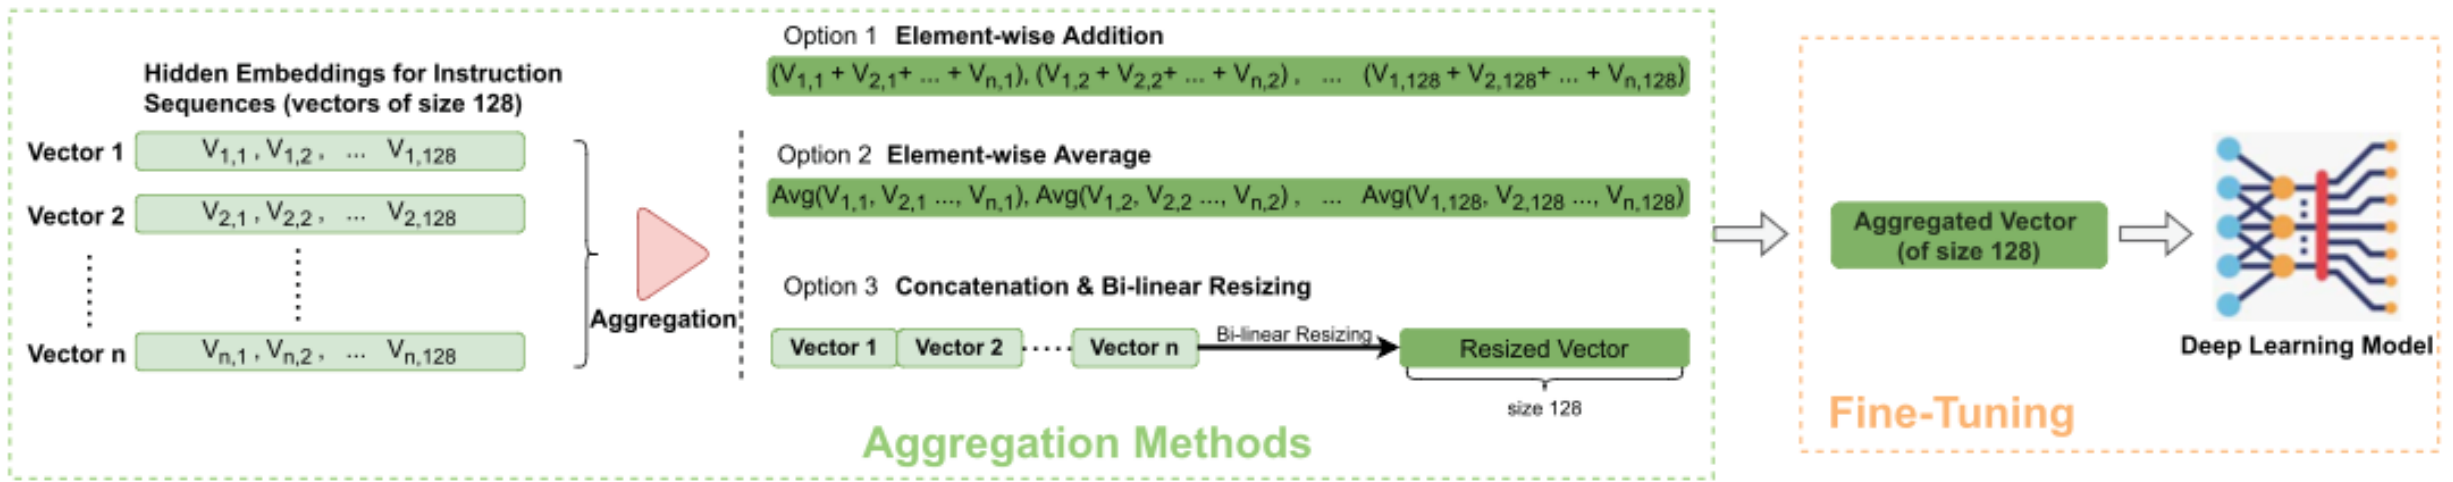 Hidden Embeddings for Instruction
Sequences (vectors of size 128)
Vector 1
V1,1 , V1,2 , ... V1,128
Vector 2
V2,1 , V2,2 , ... V2,128
Vector n
Vn,1 , Vn,2 , ... Vn,128
Aggregation
Option 1 Element-wise Addition
(V1,1 + V2,1+ ... + Vn,1), (V1,2 + V2,2+ ... + Vn,2) , ... (V1,128 + V2,128+ ... + Vn,128)
Option 2 Element-wise Average
Avg(V1,1, V2,1 ..., Vn,1), Avg(V1,2, V2,2 ..., Vn,2) , ... Avg(V1,128, V2,128 ..., Vn,128)
Option 3 Concatenation & Bi-linear Resizing
Vector 1 Vector 2 ..... Vector n Bi-linear Resizing Resized Vector
size 128
Aggregation Methods
Aggregated Vector
(of size 128)
Deep Learning Model
Fine-Tuning